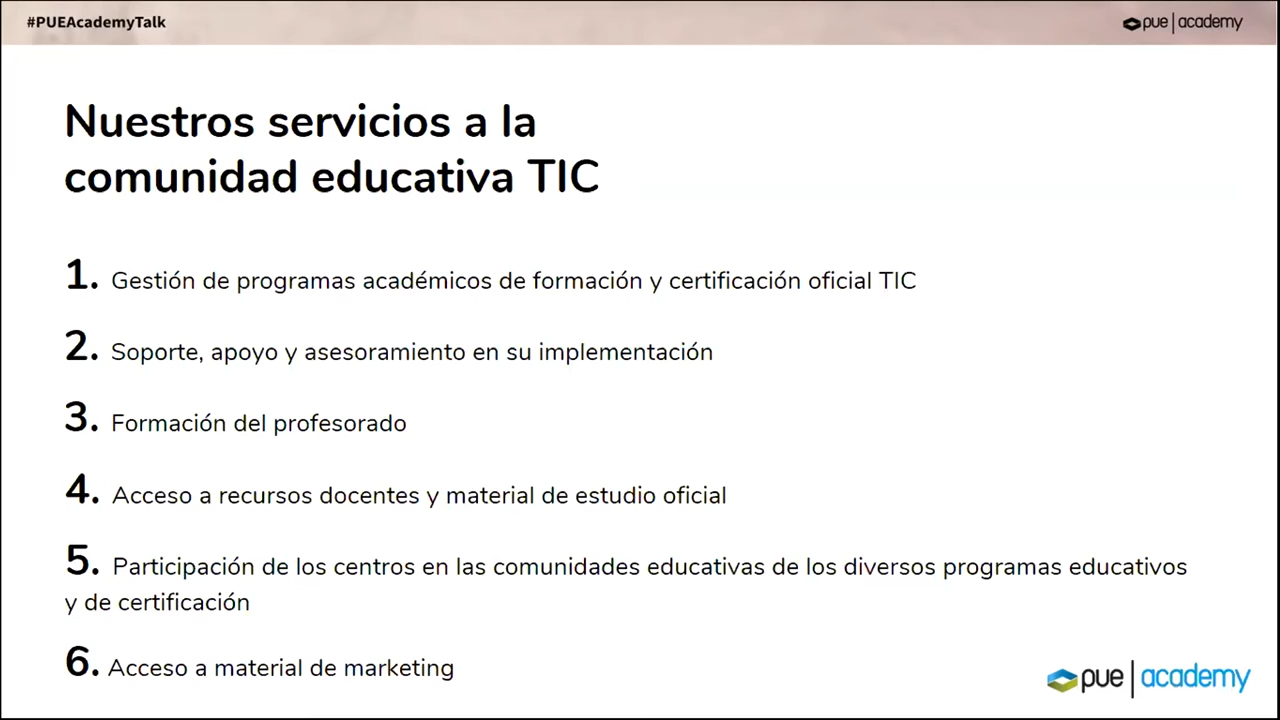 #PUEAcademyTalk
pue | academy
Nuestros servicios a la
comunidad educativa TIC
1. Gestión de programas académicos de formación y certificación oficial TIC
2. Soporte, apoyo y asesoramiento en su implementación
3. Formación del profesorado
4. Acceso a recursos docentes y material de estudio oficial
5. Participación de los centros en las comunidades educativas de los diversos programas educativos
y de certificación
6. Acceso a material de marketing
pue | academy